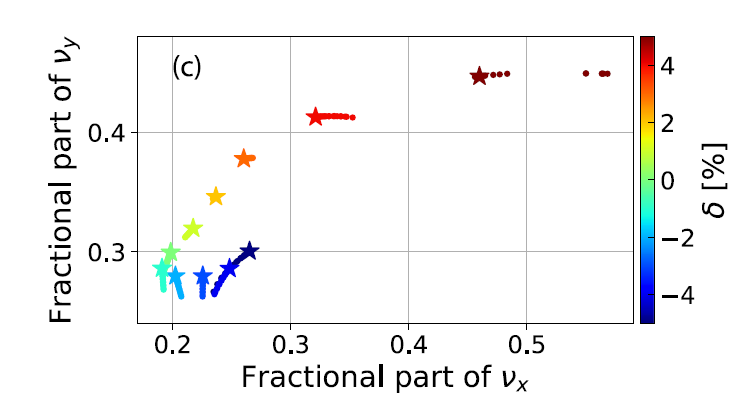 (c)
Fractional part of ν_y
0.4
0.3
0.2 0.3 0.4 0.5
Fractional part of ν_x
4
2
0
−2
−4
δ [%]